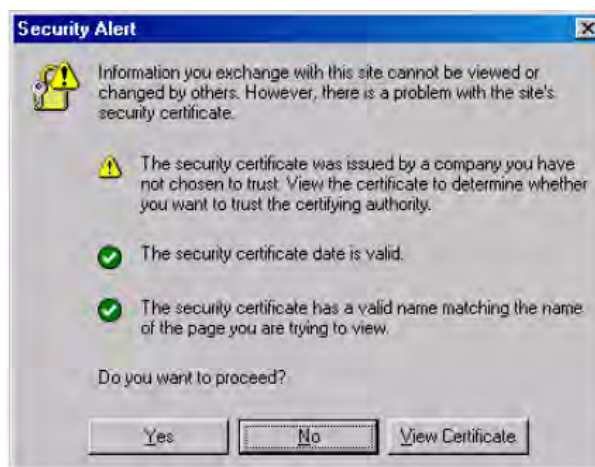 Security Alert
Information you exchange with this site cannot be viewed or
changed by others. However, there is a problem with the site's
security certificate.
The security certificate was issued by a company you have
not chosen to trust. View the certificate to determine whether
you want to trust the certifying authority.
The security certificate date is valid.
The security certificate has a valid name matching the name
of the page you are trying to view.
Do you want to proceed?
Yes No View Certificate